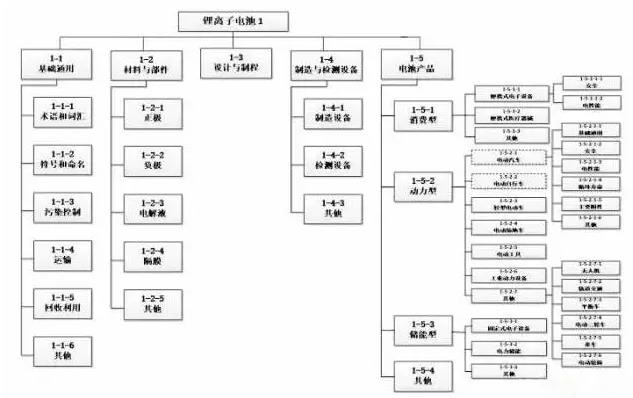 锂离子电池 1
1-1
基础通用
1-2
材料与部件
1-3
设计与制程
1-4
制造与检测设备
1-5
电池产品
1-1-1
术语和词汇
1-1-2
符号和命名
1-1-3
污染控制
1-1-4
运输
1-1-5
回收利用
1-1-6
其他
1-2-1
正极
1-2-2
负极
1-2-3
电解液
1-2-4
隔膜
1-2-5
其他
1-4-1
制造设备
1-4-2
检测设备
1-4-3
其他
1-5-1
消费型
1-5-1-1
便携式电子设备
1-5-1-1-1
安全
1-5-1-1-2
电性能
1-5-1-2
便携式医疗器械
1-5-1-3
其他
1-5-2
动力型
1-5-2-1
电动汽车
1-5-2-1-1
基础通用
1-5-2-1-2
安全
1-5-2-1-3
电性能
1-5-2-1-4
循环寿命
1-5-2-1-5
主要附件
1-5-2-1-6
其他
1-5-2-2
电动自行车
1-5-2-3
轻型电动车
1-5-2-4
电动场地车
1-5-2-5
电动工具
1-5-2-6
工业动力设备
1-5-2-7
其他
1-5-2-7-1
无人机
1-5-2-7-2
轨道交通
1-5-2-7-3
平衡车
1-5-2-7-4
电动二轮车
1-5-2-7-5
1-5-2-7-6
电动船舶
1-5-3
储能型
1-5-3-1
固定式电子设备
1-5-3-2
电力储能
1-5-3-3
其他
1-5-4
其他